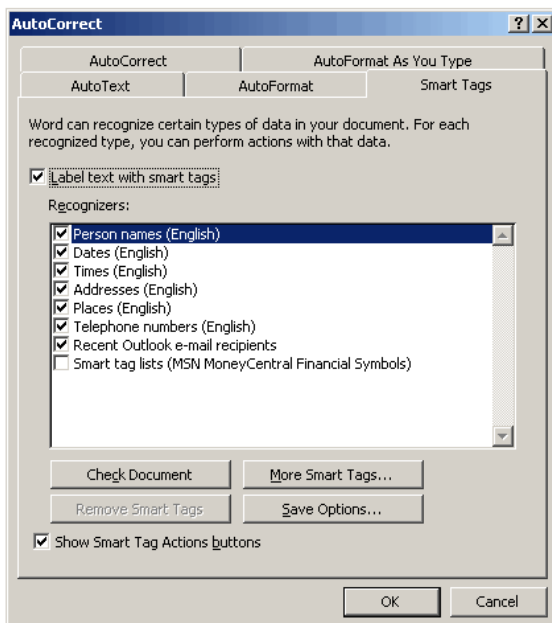 AutoCorrect
AutoCorrect AutoFormat As You Type
AutoText AutoFormat Smart Tags
Word can recognize certain types of data in your document. For each
recognized type, you can perform actions with that data.
Label text with smart tags
Recognizers:
Person names (English)
Dates (English)
Times (English)
Addresses (English)
Places (English)
Telephone numbers (English)
Recent Outlook e-mail recipients
Smart tag lists (MSN MoneyCentral Financial Symbols)
Check Document More Smart Tags...
Remove Smart Tags Save Options...
Show Smart Tag Actions buttons
OK Cancel